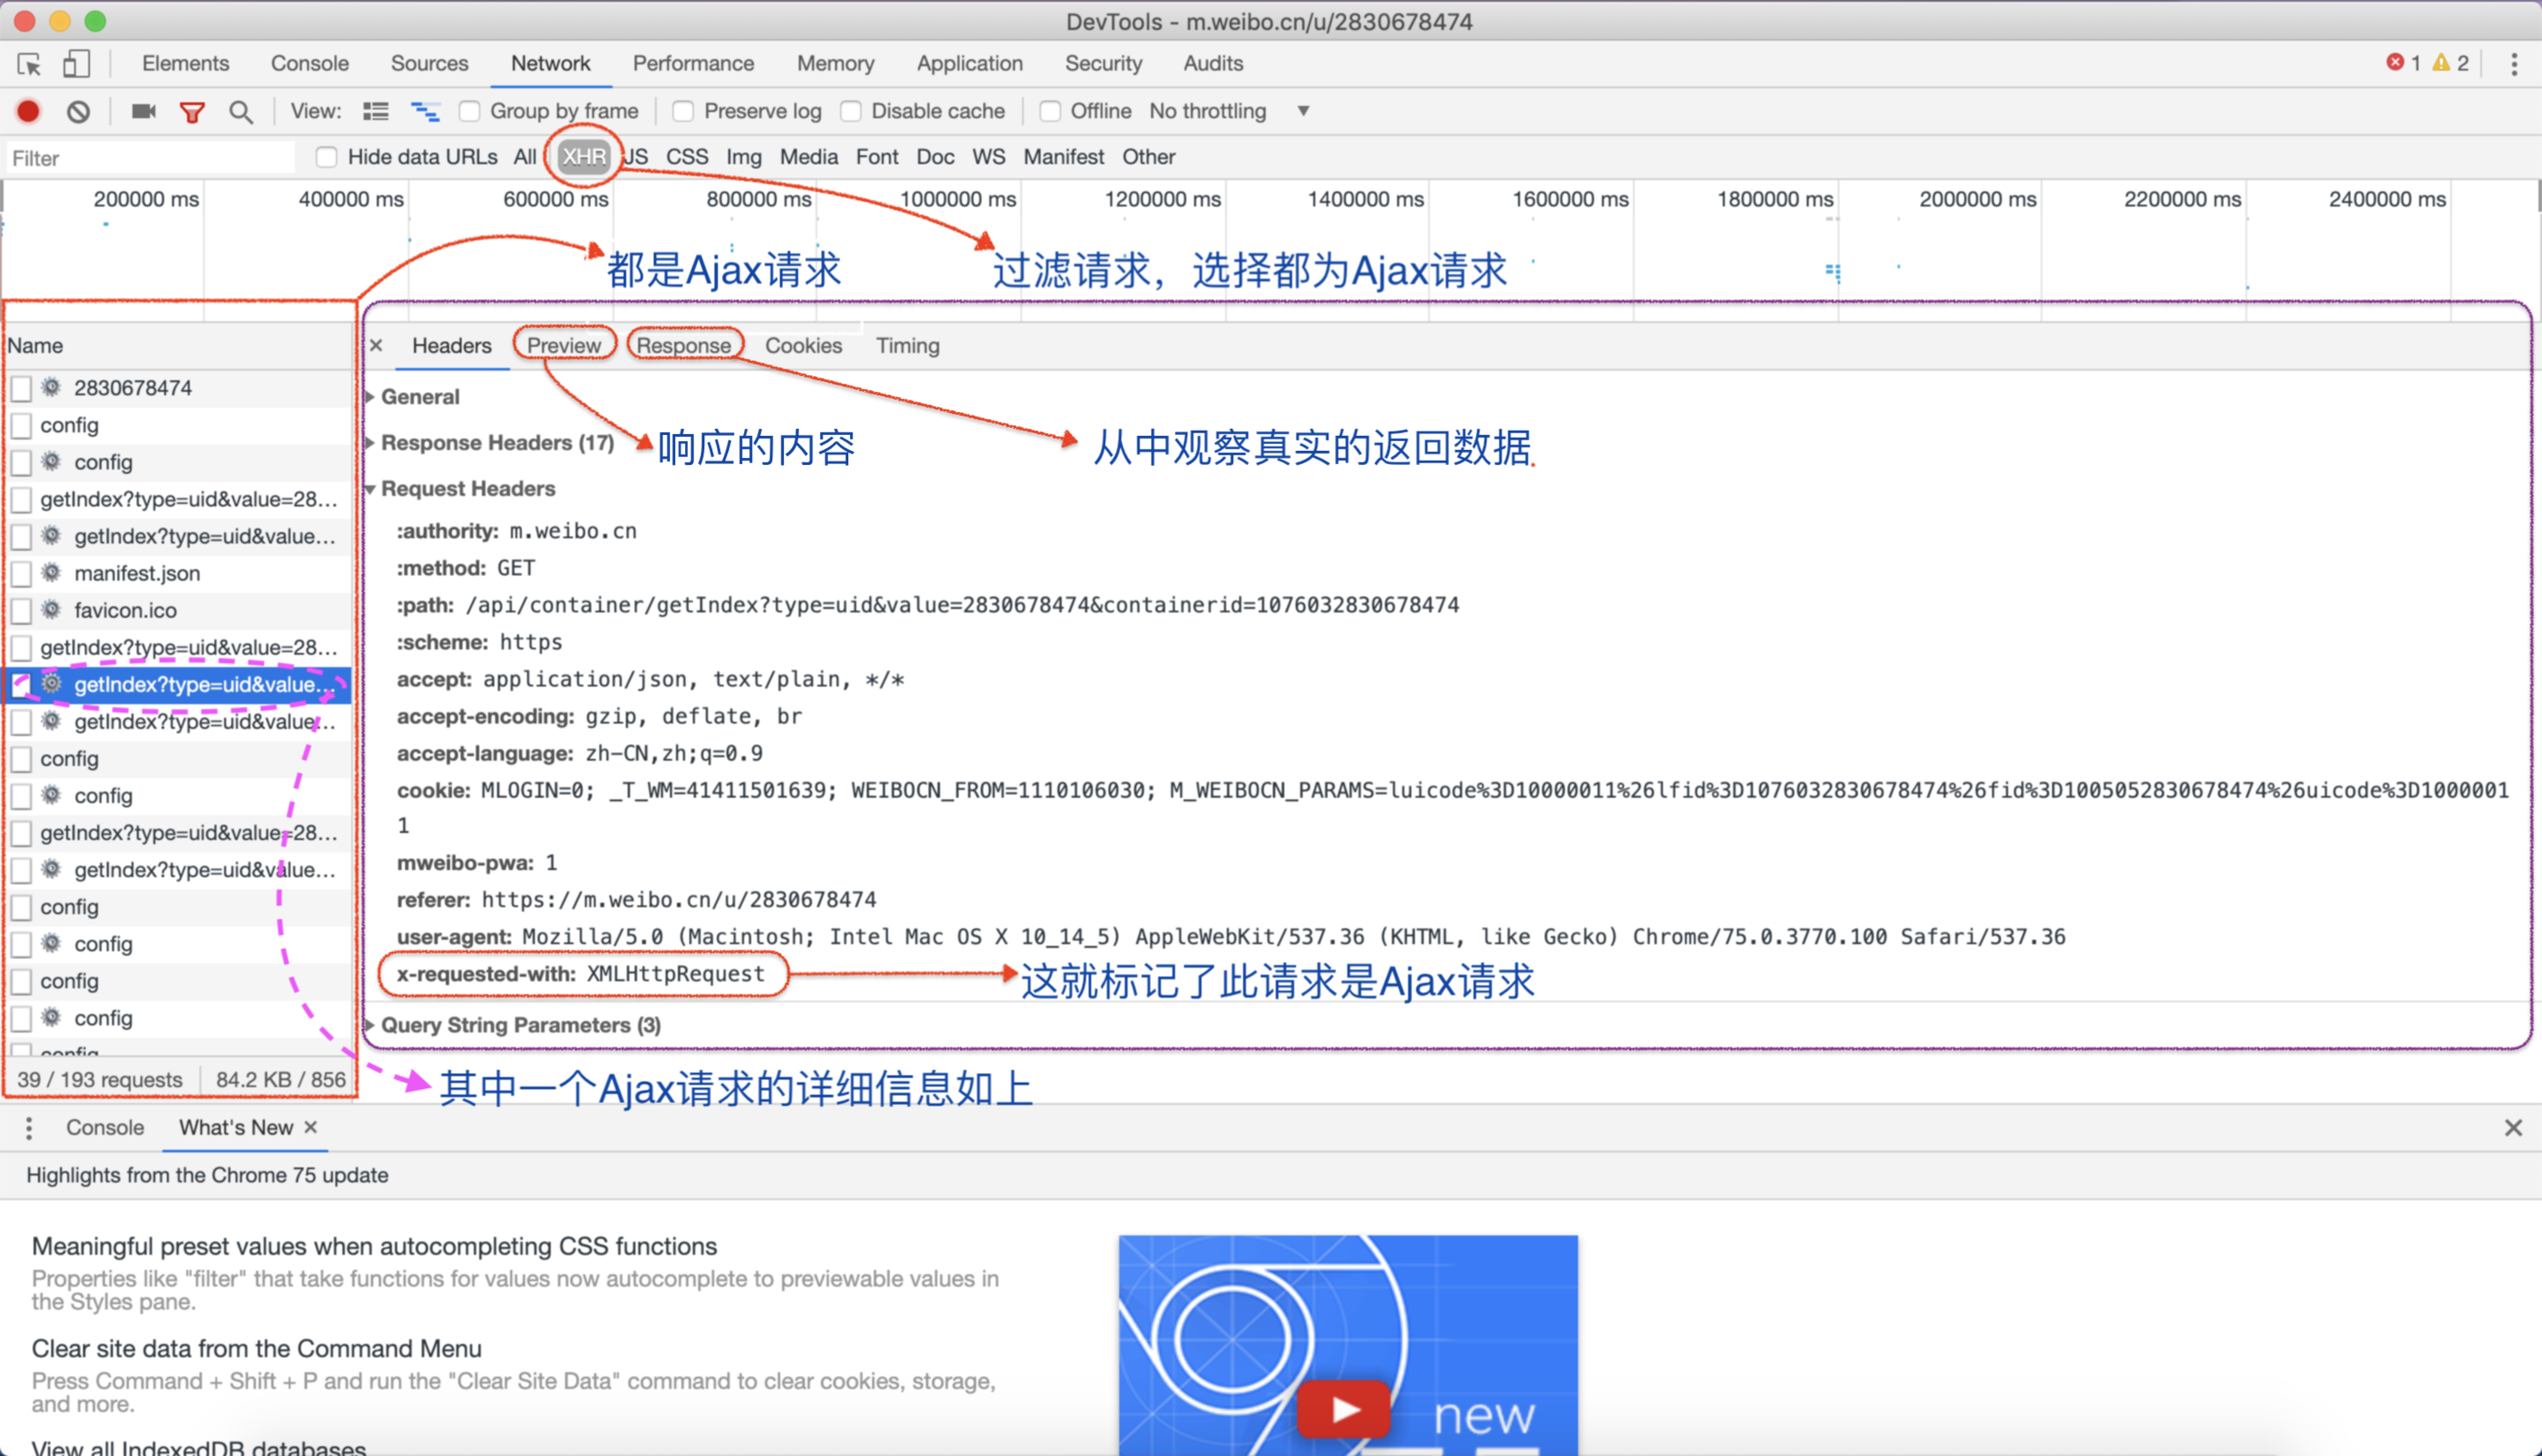 DevTools - m.weibo.cn/u/2830678474
Elements Console Sources Network Performance Memory Application Security Audits 1 2
View: Group by frame Preserve log Disable cache Offline No throttling
Filter Hide data URLs All XHR JS CSS Img Media Font Doc WS Manifest Other
200000 ms 400000 ms 600000 ms 800000 ms 1000000 ms 1200000 ms 1400000 ms 1600000 ms 1800000 ms 2000000 ms 2200000 ms 2400000 ms
都是Ajax请求
过滤请求，选择都为Ajax请求
Name
2830678474
config
config
getIndex?type=uid&value=28...
getIndex?type=uid&value...
manifest.json
favicon.ico
getIndex?type=uid&value=28...
getIndex?type=uid&value...
getIndex?type=uid&value...
config
config
getIndex?type=uid&value=28...
getIndex?type=uid&value...
config
config
config
config
config
39 / 193 requests 84.2 KB / 856
Headers Preview Response Cookies Timing
General
Response Headers (17)
响应的内容
从中观察真实的返回数据
Request Headers
:authority: m.weibo.cn
:method: GET
:path: /api/container/getIndex?type=uid&value=2830678474&containerid=1076032830678474
:scheme: https
accept: application/json, text/plain, */*
accept-encoding: gzip, deflate, br
accept-language: zh-CN,zh;q=0.9
cookie: MLOGIN=0; _T_WM=41411501639; WEIBOCN_FROM=1110106030; M_WEIBOCN_PARAMS=luicode%3D10000011%26lfid%3D1076032830678474%26fid%3D1005052830678474%26uicode%3D1000001
1
mweibo-pwa: 1
referer: https://m.weibo.cn/u/2830678474
user-agent: Mozilla/5.0 (Macintosh; Intel Mac OS X 10_14_5) AppleWebKit/537.36 (KHTML, like Gecko) Chrome/75.0.3770.100 Safari/537.36
x-requested-with: XMLHttpRequest
这就标记了此请求是Ajax请求
Query String Parameters (3)
其中一个Ajax请求的详细信息如上
Console What's New
Highlights from the Chrome 75 update
Meaningful preset values when autocompleting CSS functions
Properties like "filter" that take functions for values now autocomplete to previewable values in
the Styles pane.
Clear site data from the Command Menu
Press Command + Shift + P and run the "Clear Site Data" command to clear cookies, storage,
and more.
View all IndexedDB databases
new